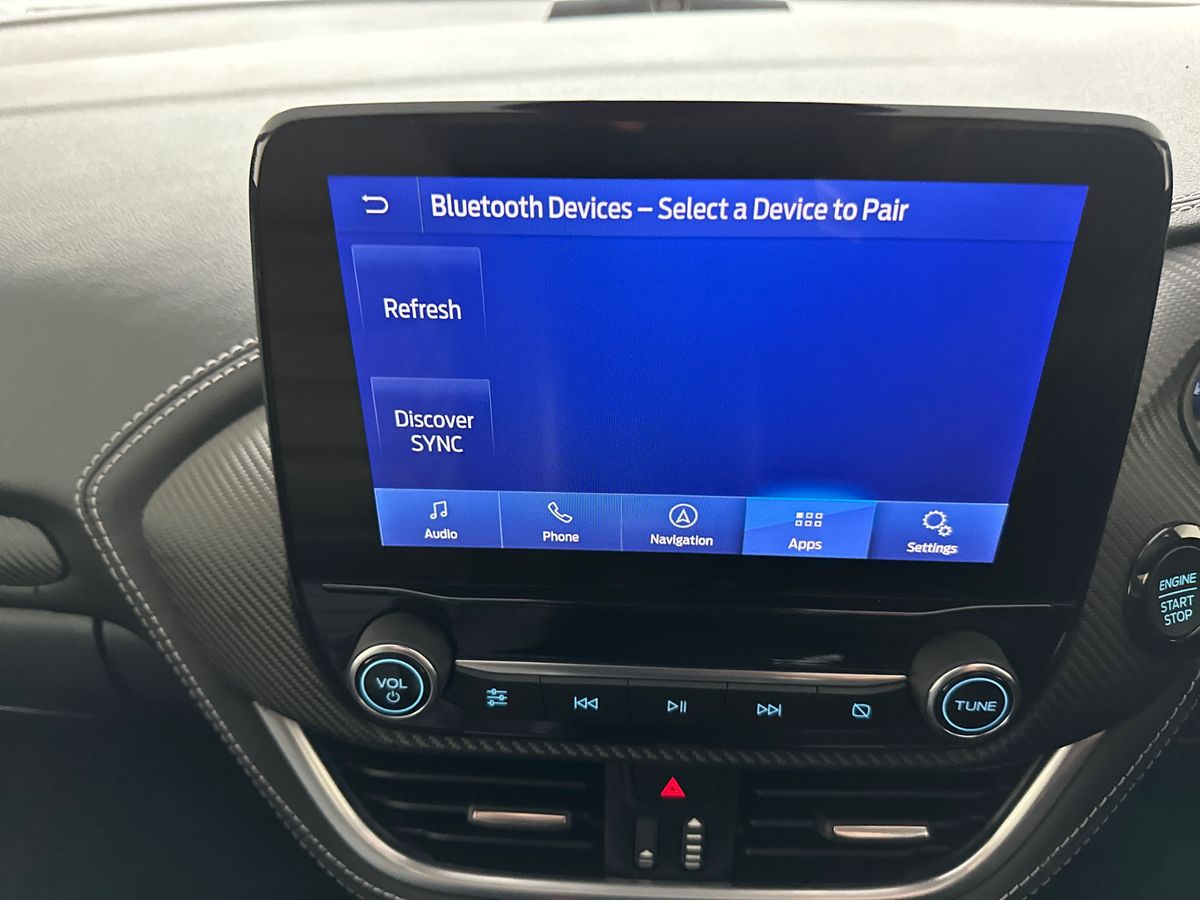 Bluetooth Devices – Select a Device to Pair
Refresh
Discover
SYNC
Audio
Phone
Navigation
Apps
Settings
ENGINE
START
STOP
VOL
TUNE